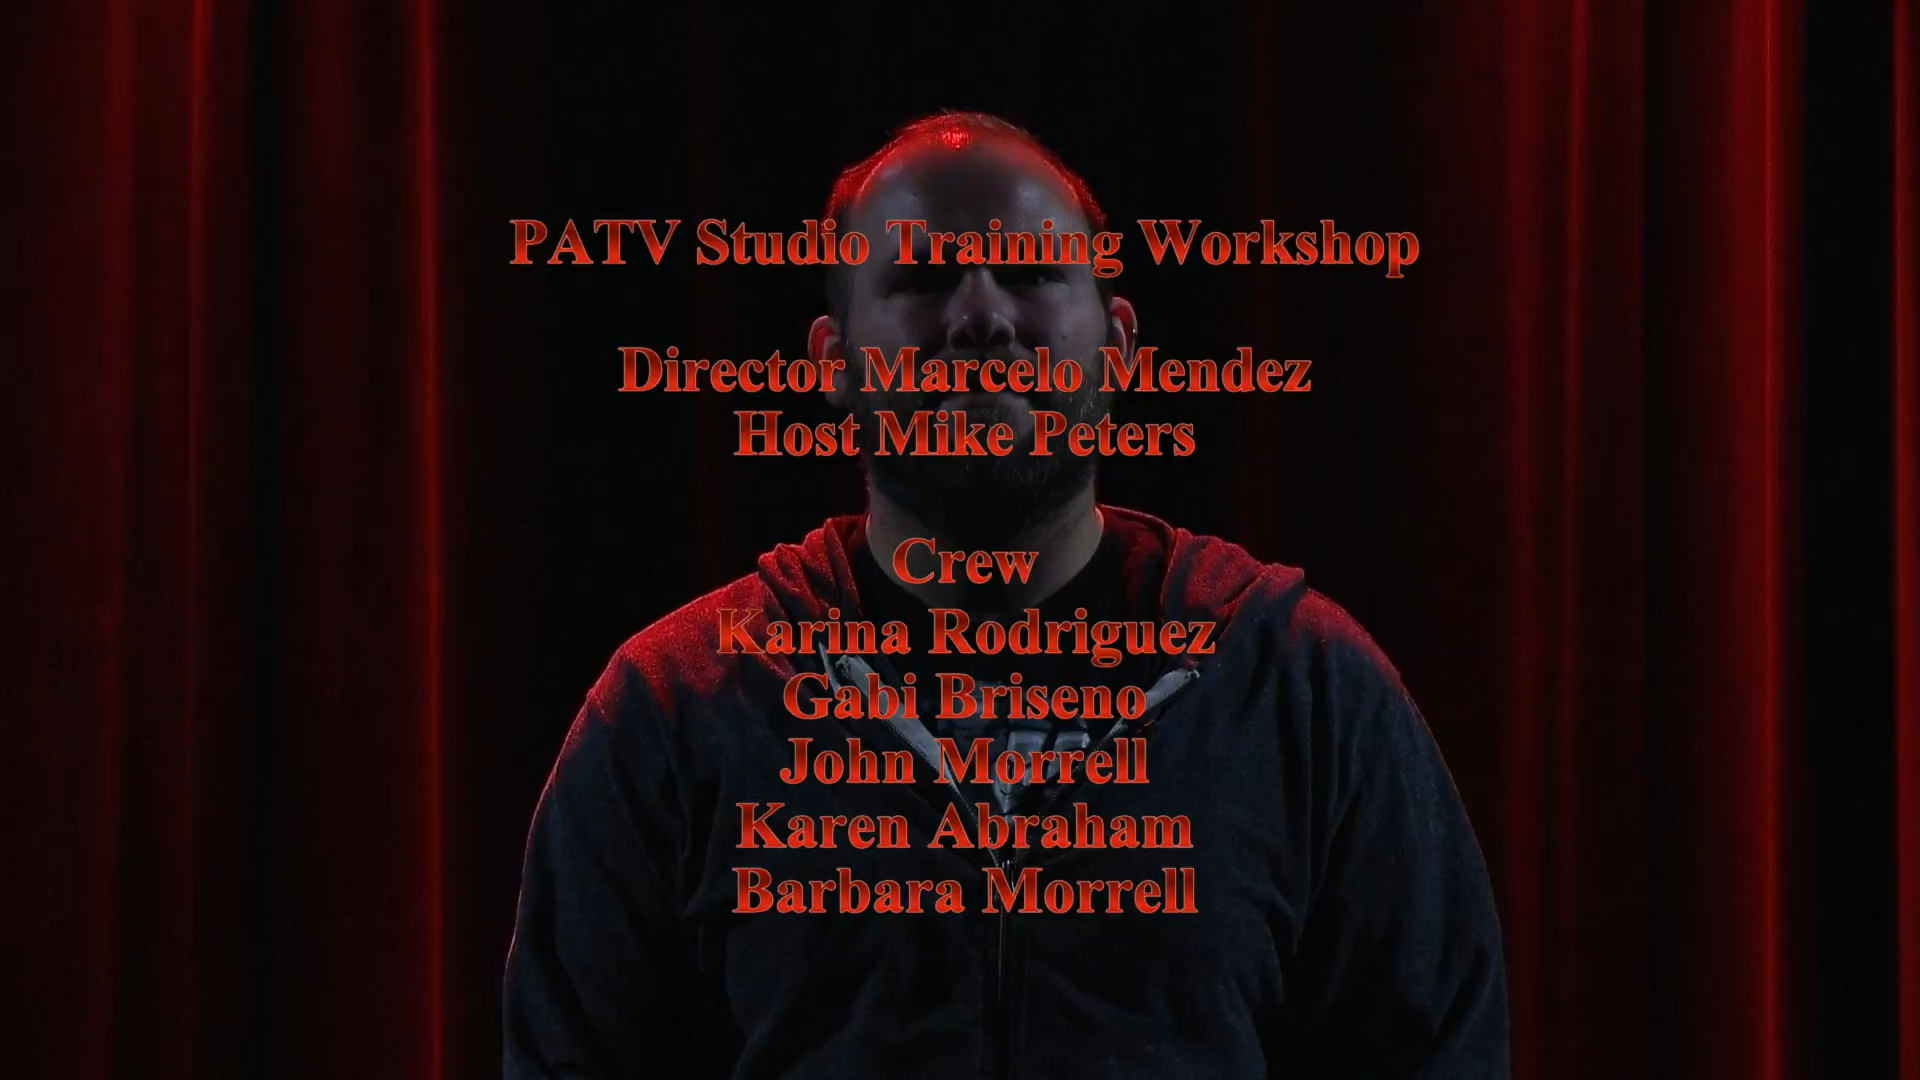 PATV Studio Training Workshop
Director Marcelo Mendez
Host Mike Peters
Crew
Karina Rodriguez
Gabi Briseno
John Morrell
Karen Abraham
Barbara Morrell